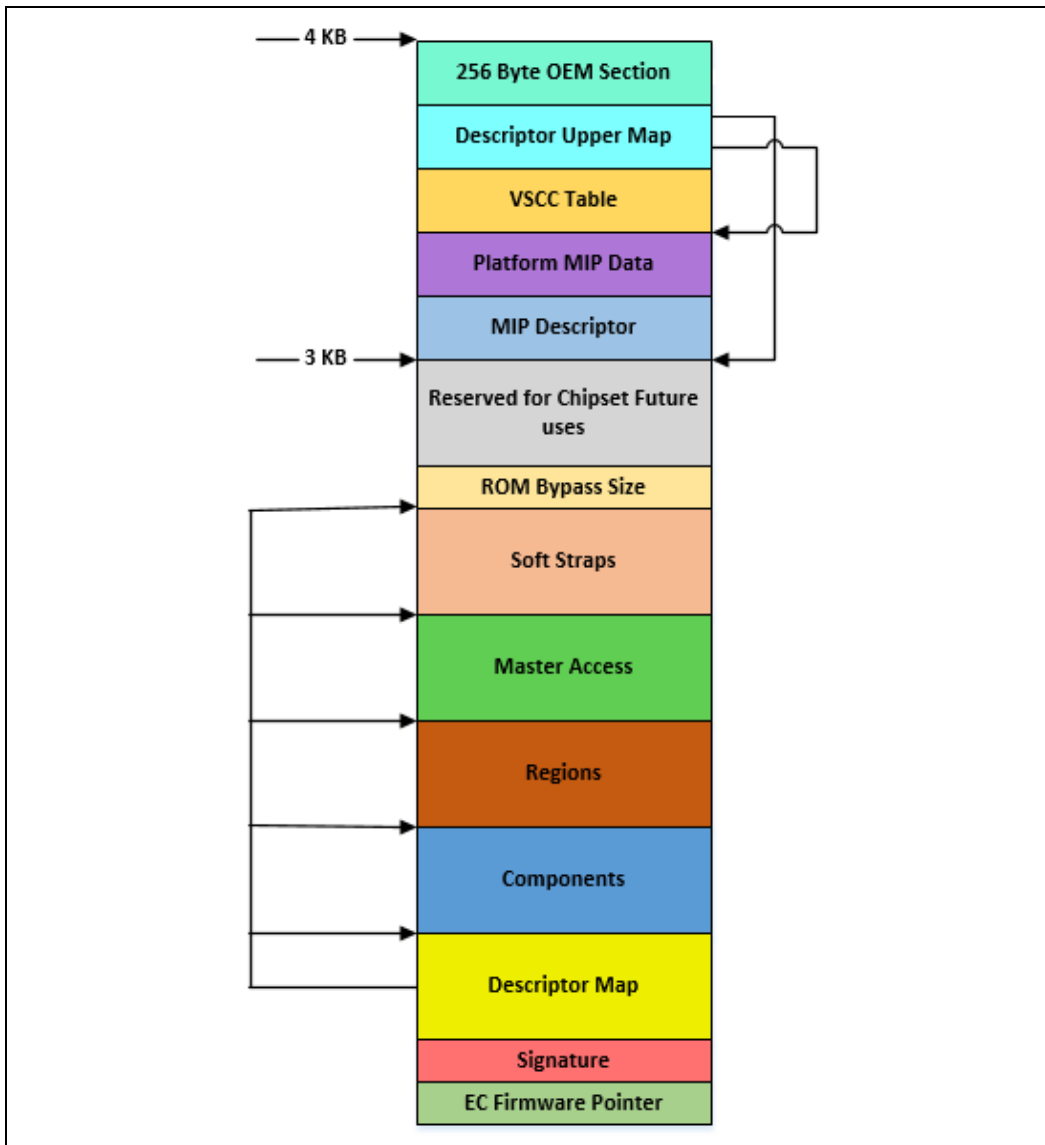 4 KB
256 Byte OEM Section
Descriptor Upper Map
VSCC Table
Platform MIP Data
MIP Descriptor
3 KB
Reserved for Chipset Future
uses
ROM Bypass Size
Soft Straps
Master Access
Regions
Components
Descriptor Map
Signature
EC Firmware Pointer